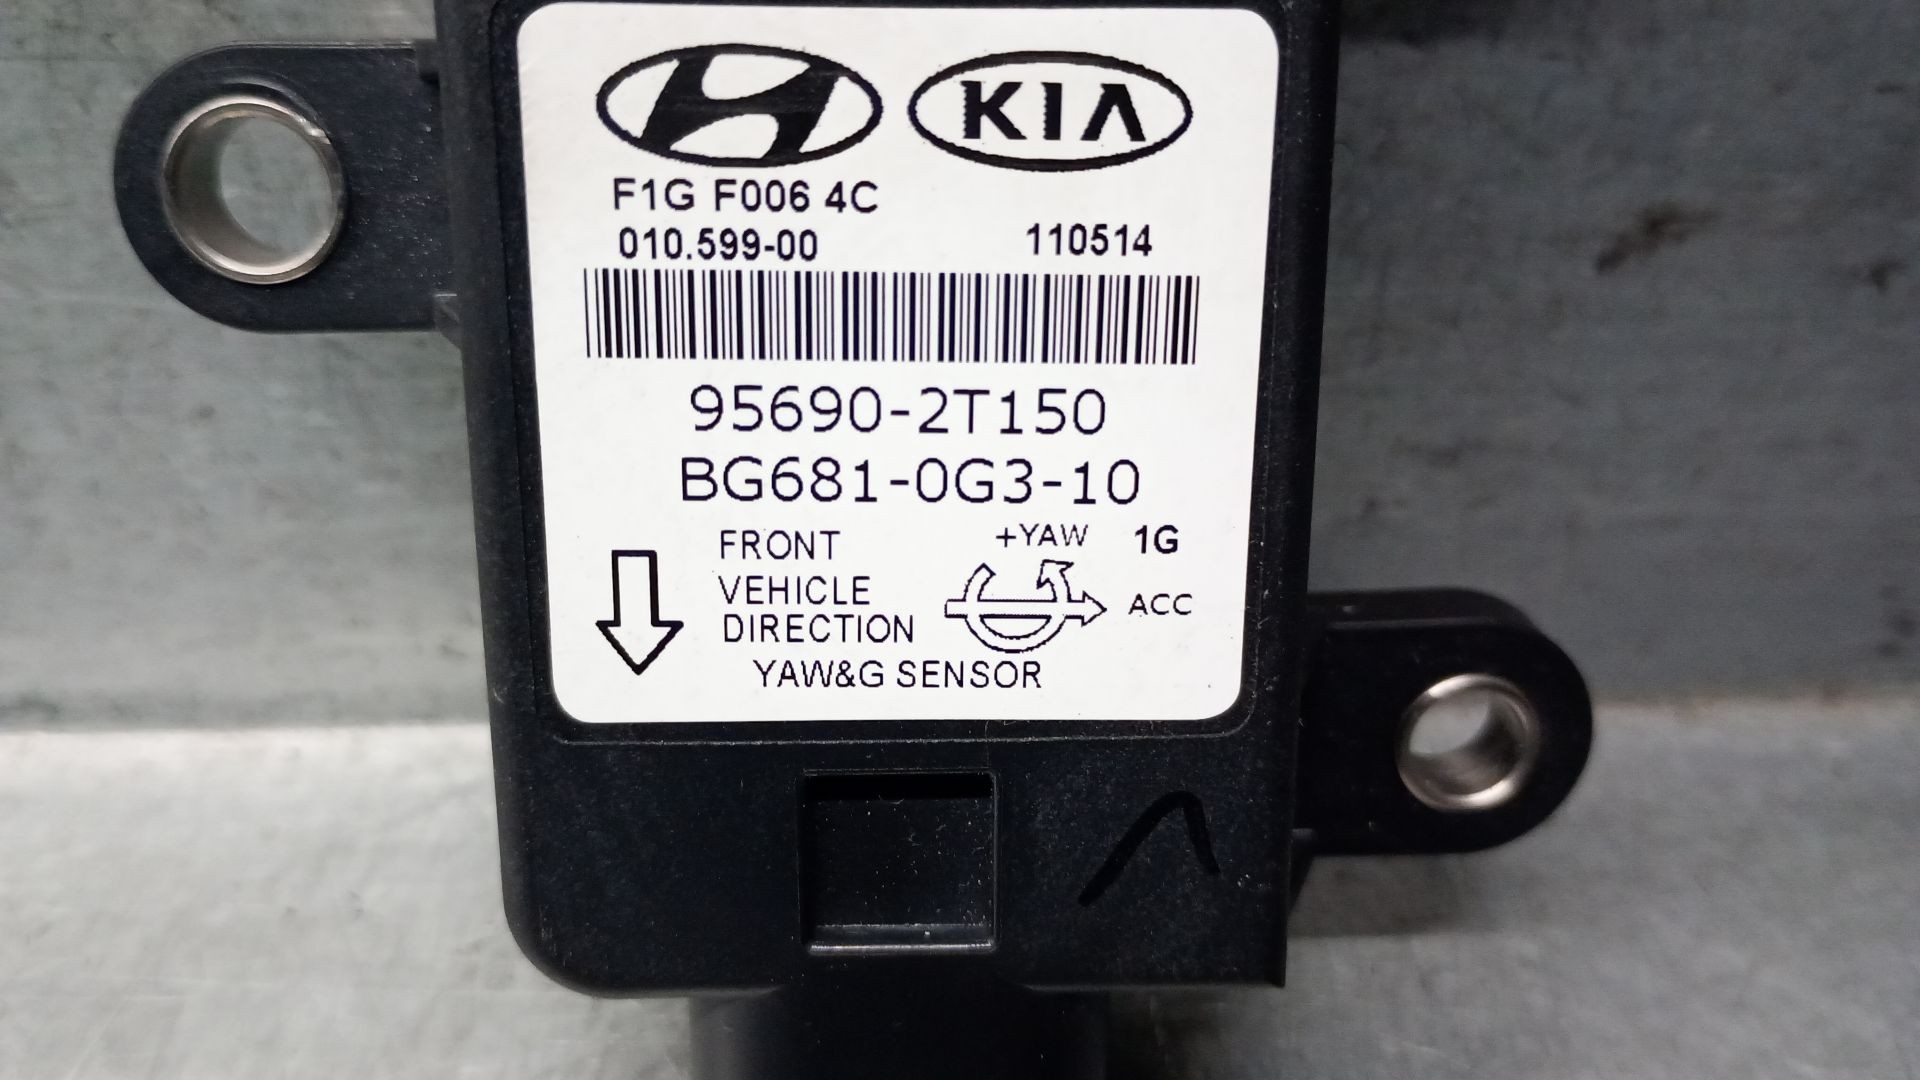 KIA
F1G F006 4C
010.599-00 110514
95690-2T150
BG681-0G3-10
FRONT
VEHICLE
DIRECTION
+YAW 1G
ACC
YAW&G SENSOR